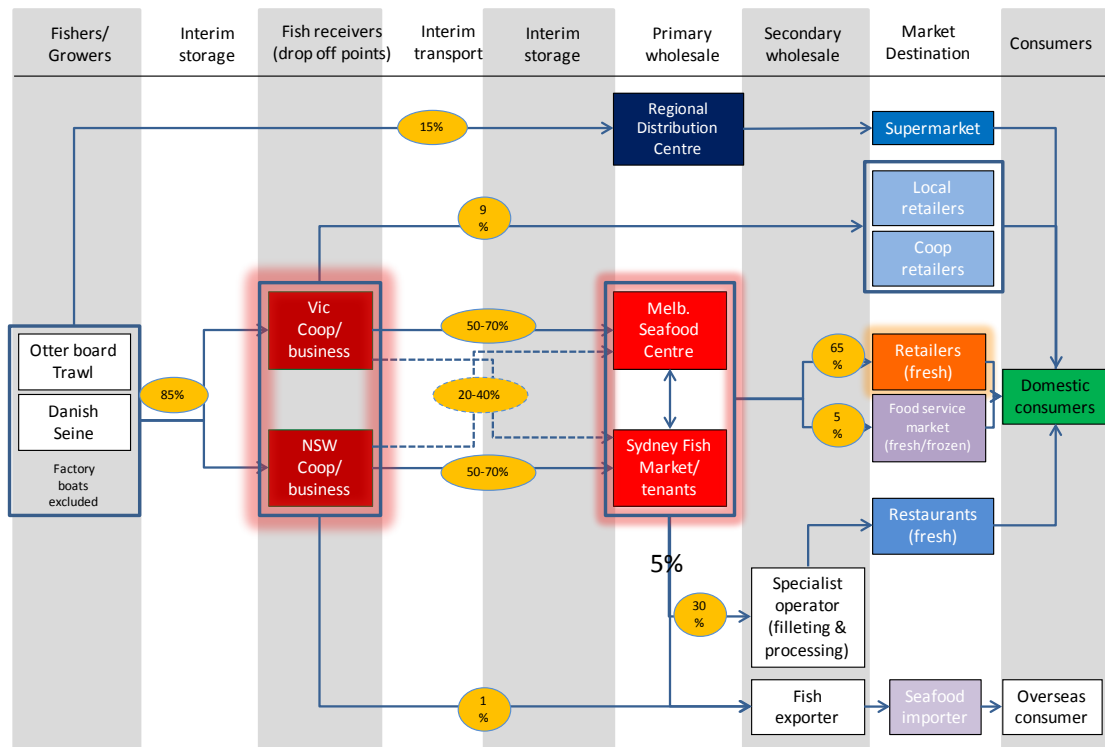 Fishers/
Growers
Interim
storage
Fish receivers
(drop off points)
Interim
transport
Interim
storage
Primary
wholesale
Secondary
wholesale
Market
Destination
Consumers
15%
Regional
Distribution
Centre
Supermarket
9
%
Local
retailers
Coop
retailers
Vic
Coop/
business
50-70%
Melb.
Seafood
Centre
Otter board
Trawl
Danish
Seine
Factory
boats
excluded
85%
20-40%
65
%
Retailers
(fresh)
5
%
Food service
market
(fresh/frozen)
Domestic
consumers
NSW
Coop/
business
50-70%
Sydney Fish
Market/
tenants
Restaurants
(fresh)
5%
30
%
Specialist
operator
(filleting &
processing)
1
%
Fish
exporter
Seafood
importer
Overseas
consumer